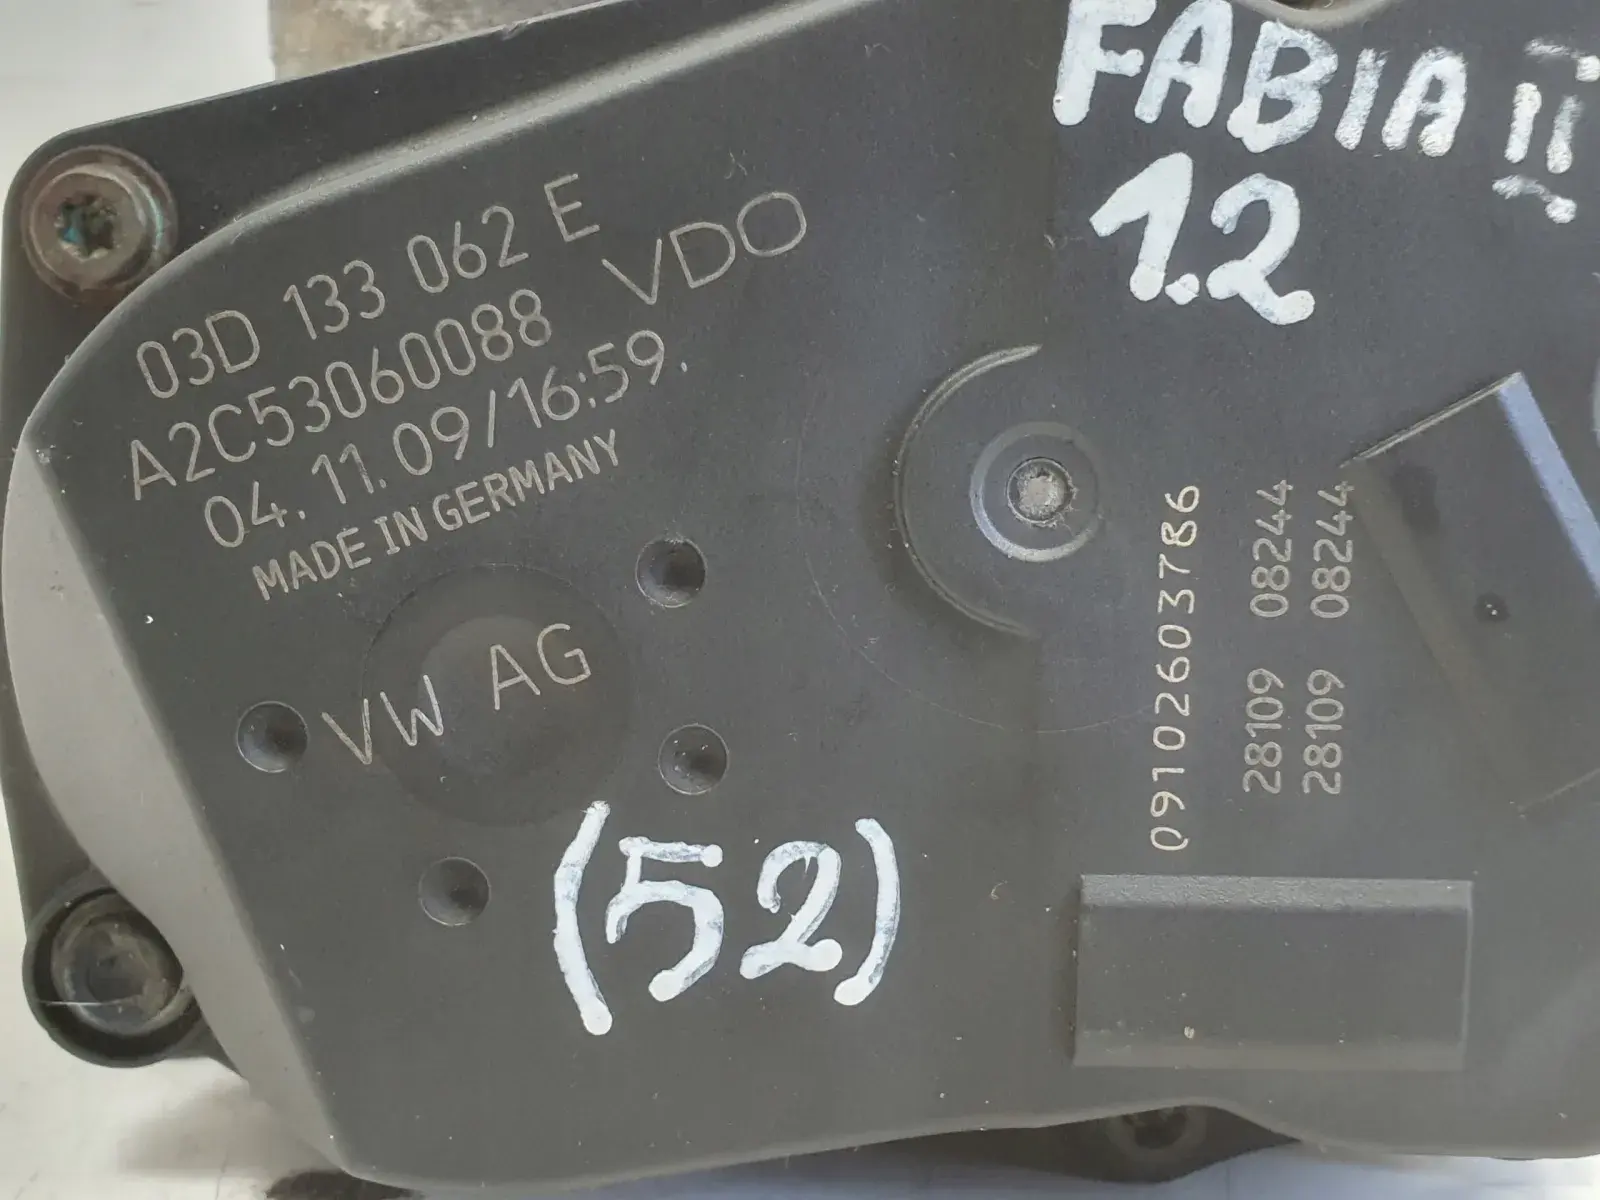 FABIA II
1.2
03D 133 062 E
A2C53060088 VDO
04. 11. 09/16:59.
MADE IN GERMANY
VW AG
(52)
09102603786
28109 08244
28109 08244